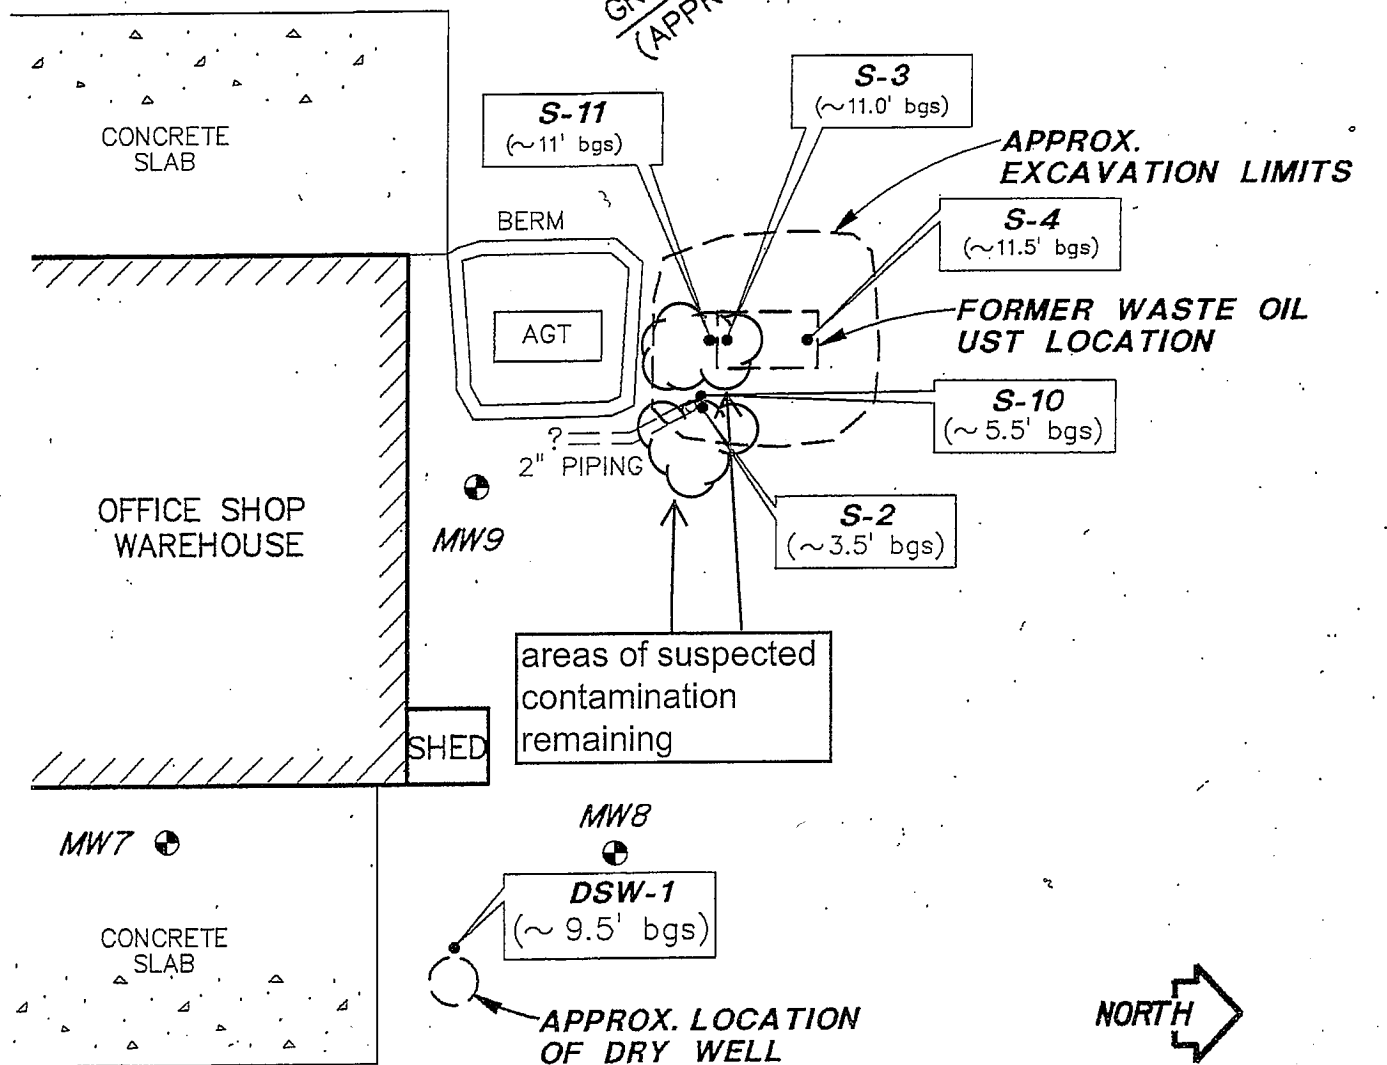 S-3
(~11.0' bgs)
S-11
(~11' bgs)
CONCRETE
SLAB
APPROX.
EXCAVATION LIMITS
BERM
S-4
(~11.5' bgs)
AGT
FORMER WASTE OIL
UST LOCATION
S-10
(~5.5' bgs)
?
2" PIPING
OFFICE SHOP
WAREHOUSE
MW9
S-2
(~3.5' bgs)
areas of suspected
contamination
remaining
SHED
MW7
MW8
DSW-1
(~ 9.5' bgs)
CONCRETE
SLAB
APPROX. LOCATION
OF DRY WELL
NORTH